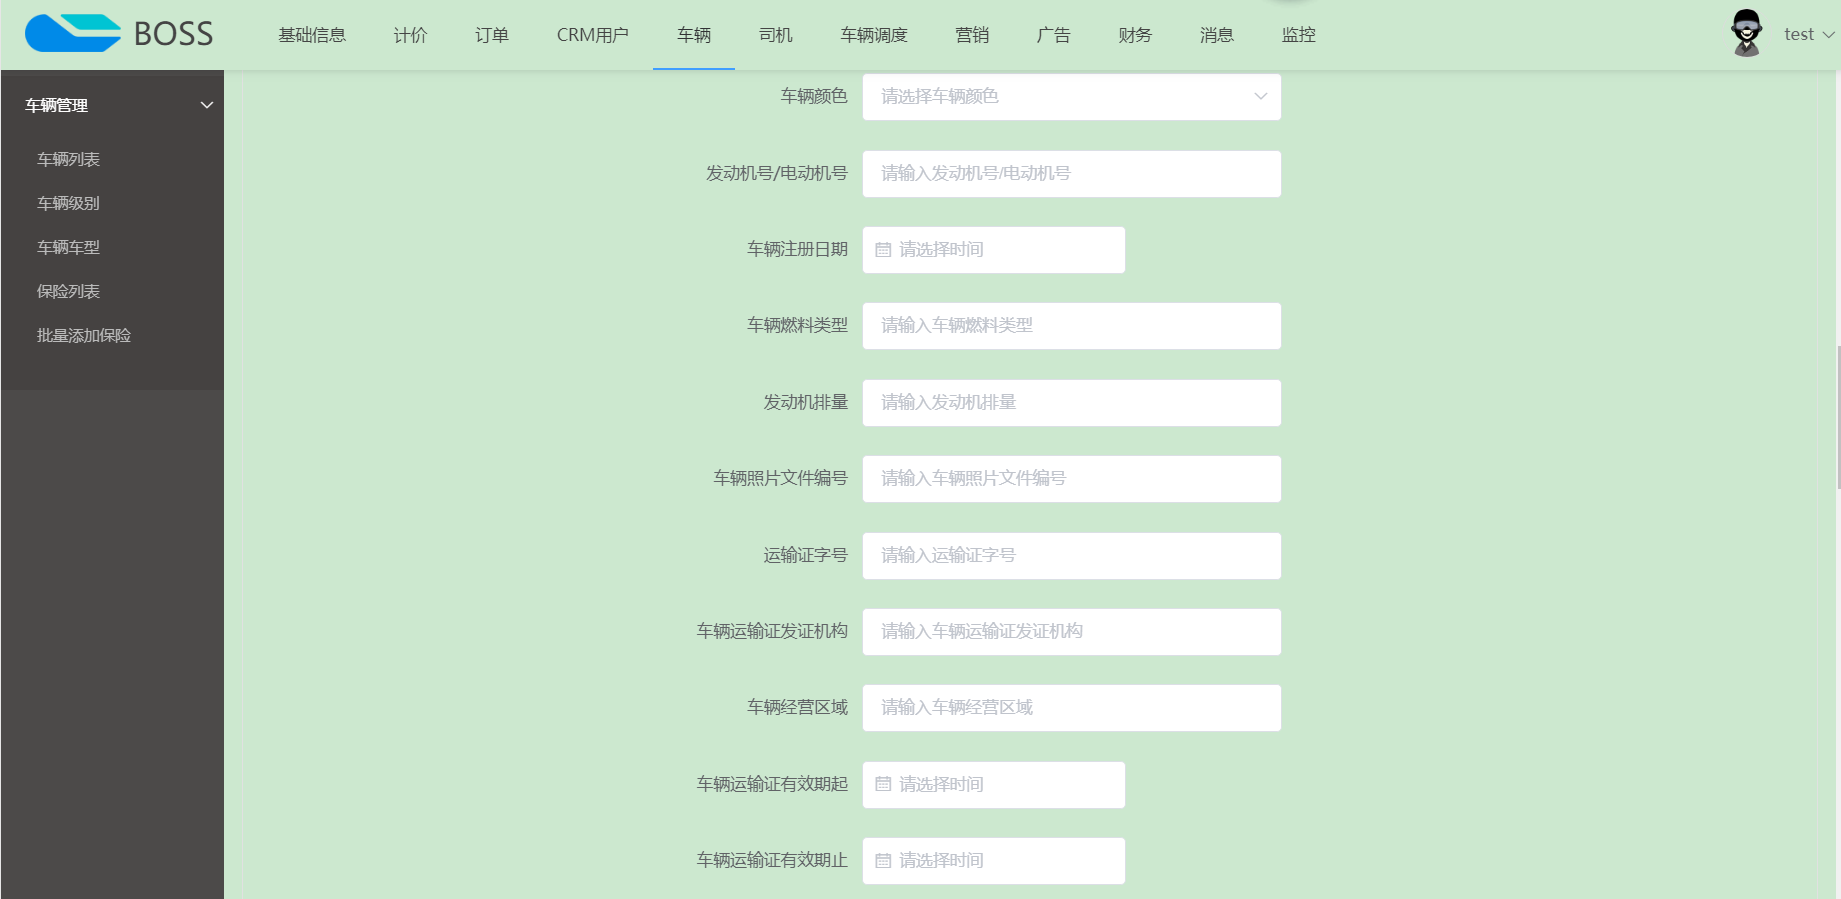 BOSS
基础信息 计价 订单 CRM用户 车辆 司机 车辆调度 营销 广告 财务 消息 监控
test
车辆管理
车辆列表
车辆级别
车辆车型
保险列表
批量添加保险
车辆颜色 请选择车辆颜色
发动机号/电动机号 请输入发动机号/电动机号
车辆注册日期 请选择时间
车辆燃料类型 请输入车辆燃料类型
发动机排量 请输入发动机排量
车辆照片文件编号 请输入车辆照片文件编号
运输证字号 请输入运输证字号
车辆运输证发证机构 请输入车辆运输证发证机构
车辆经营区域 请输入车辆经营区域
车辆运输证有效期起 请选择时间
车辆运输证有效期止 请选择时间